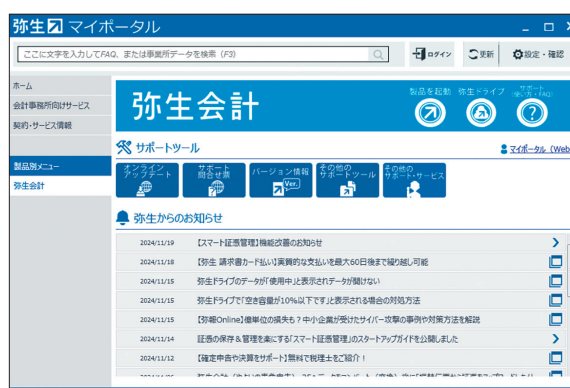 弥生 マイポータル
ここに文字を入力してFAQ、または事業所データを検索 (F3)
ログイン
更新
設定・確認
ホーム
会計事務所向けサービス
契約・サービス情報
製品別メニュー
弥生会計
弥生会計
製品を起動
弥生ドライブ
サポート
(使い方・FAQ)
サポートツール
マイポータル（Web
オンライン
アップデート
サポート
問合せ票
バージョン情報
Ver.
その他の
サポートツール
その他の
サポート・サービス
弥生からのお知らせ
2024/11/19 【スマート証憑管理】機能改善のお知らせ
2024/11/18 【弥生 請求書カード払い】実質的な支払いを最大60日後まで繰り越し可能
2024/11/15 弥生ドライブのデータが「使用中」と表示されデータが開けない
2024/11/15 弥生ドライブで「空き容量が10%以下です」と表示される場合の対処方法
2024/11/15 【弥報Online】億単位の損失も？中小企業が受けたサイバー攻撃の事例や対策方法を解説
2024/11/14 証憑の保存＆管理を楽にする「スマート証憑管理」のスタートアップガイドを公開しました
2024/11/12 【確定申告や決算をサポート】無料で税理士をご紹介！